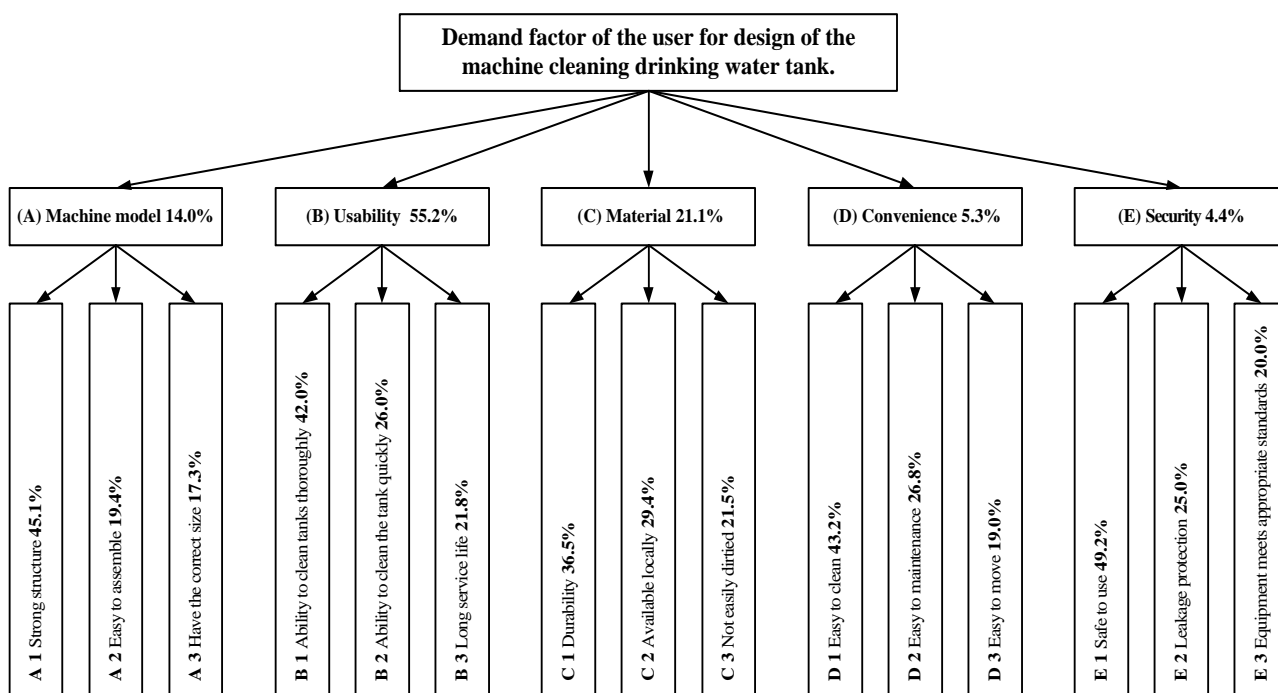 Demand factor of the user for design of the
machine cleaning drinking water tank.
(A) Machine model 14.0%
(B) Usability 55.2%
(C) Material 21.1%
(D) Convenience 5.3%
(E) Security 4.4%
A 1 Strong structure 45.1%
A 2 Easy to assemble 19.4%
A 3 Have the correct size 17.3%
B 1 Ability to clean tanks thoroughly 42.0%
B 2 Ability to clean the tank quickly 26.0%
B 3 Long service life 21.8%
C 1 Durability 36.5%
C 2 Available locally 29.4%
C 3 Not easily dirtied 21.5%
D 1 Easy to clean 43.2%
D 2 Easy to maintenance 26.8%
D 3 Easy to move 19.0%
E 1 Safe to use 49.2%
E 2 Leakage protection 25.0%
E 3 Equipment meets appropriate standards 20.0%